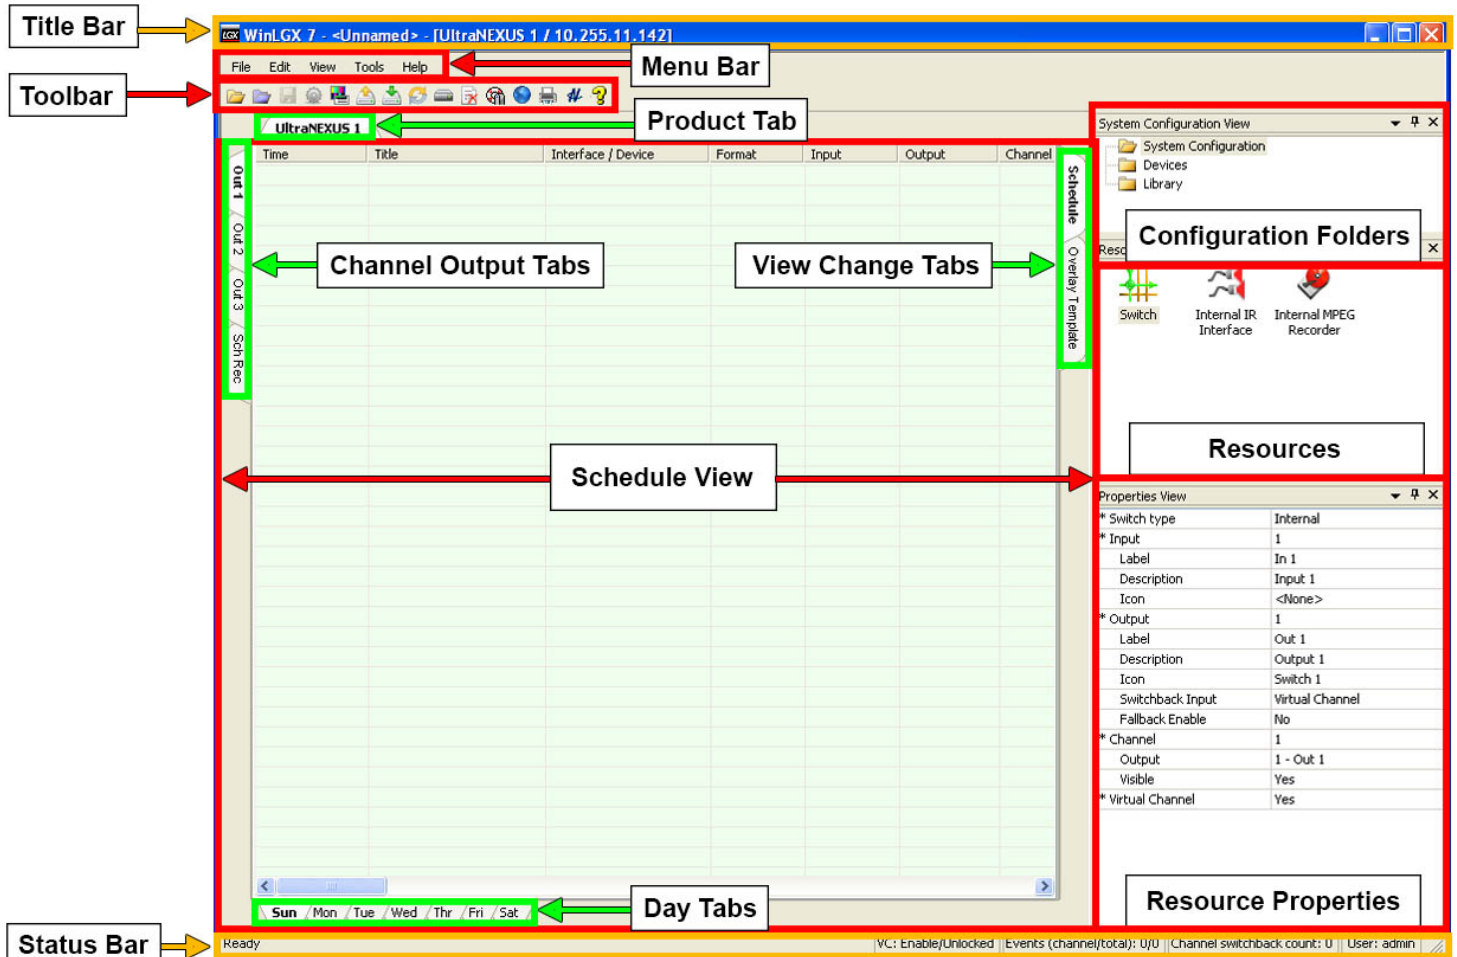 Title Bar
WinLGX 7 - <Unnamed> - [UltraNEXUS 1 / 10.255.11.142]
File Edit View Tools Help
Menu Bar
Toolbar
UltraNEXUS 1
Product Tab
Time Title Interface / Device Format Input Output Channel
Out 1
Out 2
Out 3
Sch Rec
Channel Output Tabs
View Change Tabs
Schedule
Overlay Template
Schedule View
System Configuration View
System Configuration
Devices
Library
Configuration Folders
Switch
Internal IR Interface
Internal MPEG Recorder
Resources
Properties View
* Switch type Internal
* Input 1
Label In 1
Description Input 1
Icon <None>
* Output 1
Label Out 1
Description Output 1
Icon Switch 1
Switchback Input Virtual Channel
Fallback Enable No
* Channel 1
Output 1 - Out 1
Visible Yes
* Virtual Channel Yes
Resource Properties
Sun Mon Tue Wed Thr Fri Sat
Day Tabs
Status Bar
Ready VC: Enable/Unlocked Events (channel/total): 0/0 Channel switchback count: 0 User: admin